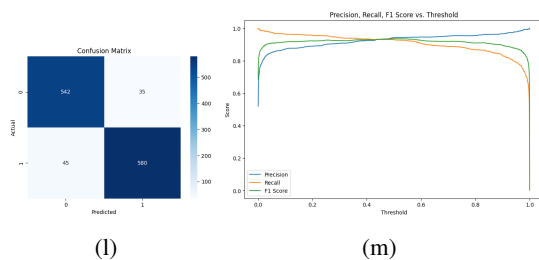 Confusion Matrix
Actual
0
1
542
35
45
580
0
1
Predicted
500
400
300
200
100
(l)
Precision, Recall, F1 Score vs. Threshold
Score
1.0
0.8
0.6
0.4
0.2
0.0
Precision
Recall
F1 Score
0.0
0.2
0.4
0.6
0.8
1.0
Threshold
(m)